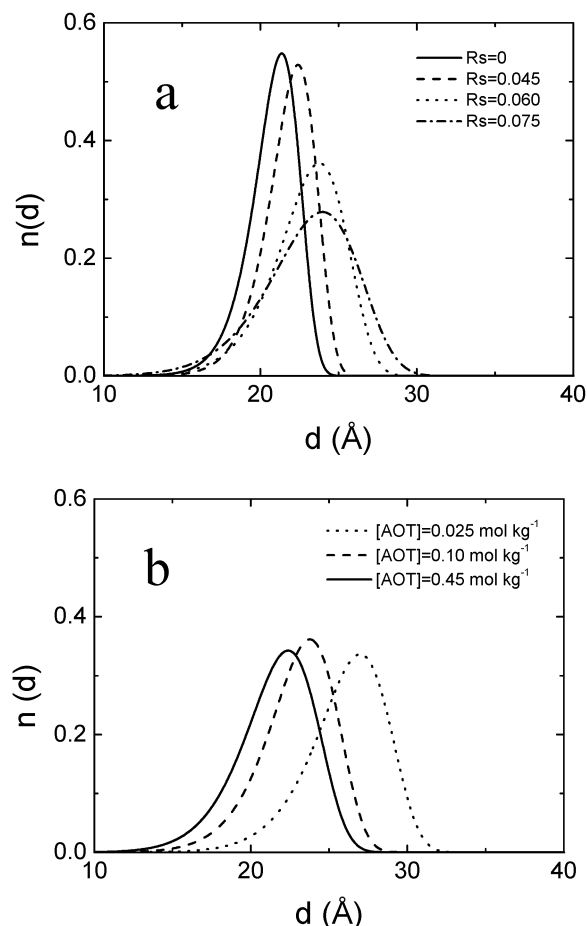 0.6
0.4
0.2
0.0
n(d)
a
Rs=0
Rs=0.045
Rs=0.060
Rs=0.075
10 20 30 40
d (Å)
0.6
0.4
0.2
0.0
n (d)
b
[AOT]=0.025 mol kg⁻¹
[AOT]=0.10 mol kg⁻¹
[AOT]=0.45 mol kg⁻¹
10 20 30 40
d (Å)